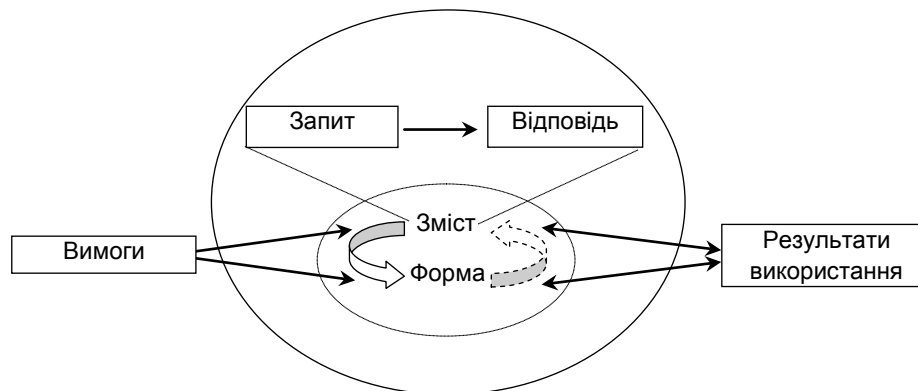 Запит
Відповідь
Зміст
Вимоги
Форма
Результати
використання